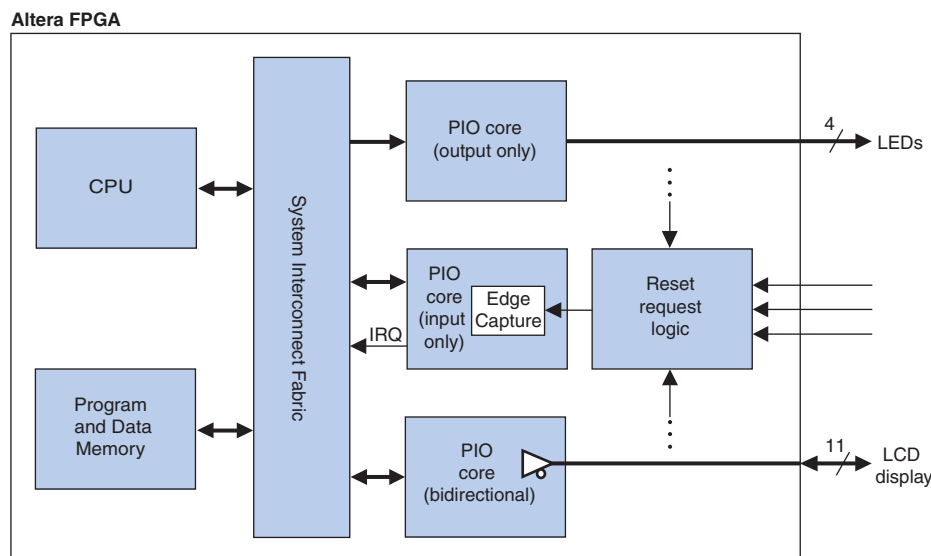 Altera FPGA
CPU
Program
and Data
Memory
System Interconnect Fabric
PIO core
(output only)
4
LEDs
PIO
core
(input
only)
Edge
Capture
IRQ
Reset
request
logic
PIO
core
(bidirectional)
11
LCD
display